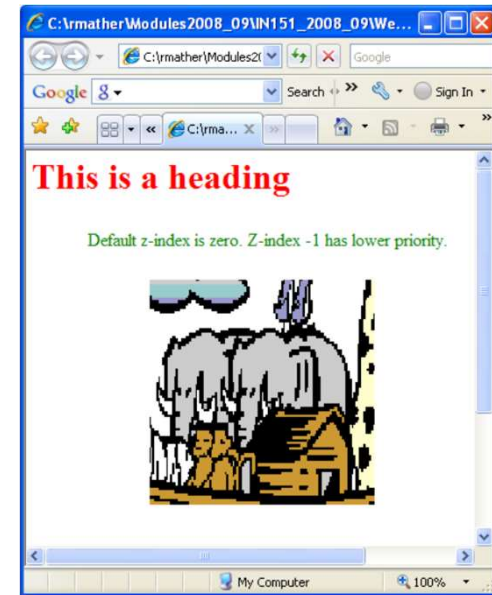 C:\rmather\Modules2008_09\IN151_2008_09\We...
C:\rmather\Modules2(
Google
Google
Search
Sign In
C:\rma...
This is a heading
Default z-index is zero. Z-index -1 has lower priority.
My Computer
100%